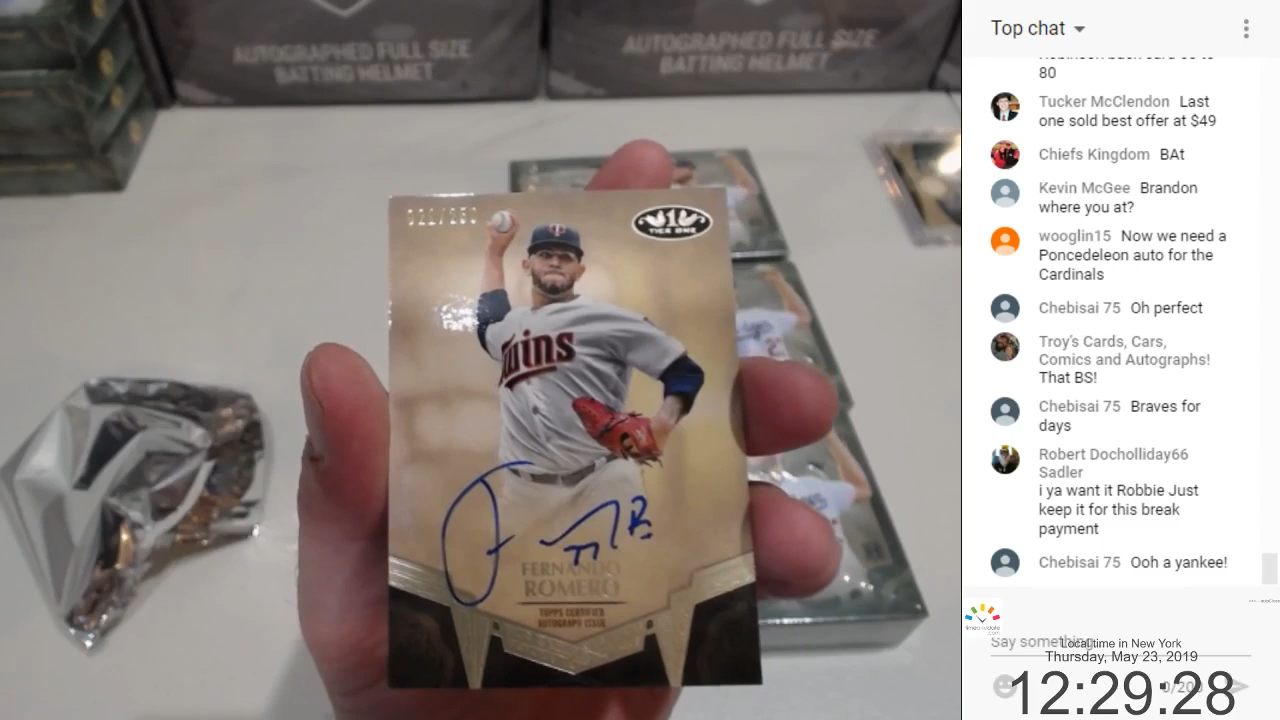 AUTOGRAPHED FULL SIZE
BATTING HELMET
AUTOGRAPHED FULL SIZE
BATTING HELMET
1
TIER ONE
T
Twins
FERNANDO
ROMERO
TOPPS CERTIFIED
AUTOGRAPH ISSUE
Top chat
80
Tucker McClendon Last
one sold best offer at $49
Chiefs Kingdom BAt
Kevin McGee Brandon
where you at?
wooglin15 Now we need a
Poncedeleon auto for the
Cardinals
Chebisai 75 Oh perfect
Troy's Cards, Cars,
Comics and Autographs!
That BS!
Chebisai 75 Braves for
days
Robert Docholliday66
Sadler
i ya want it Robbie Just
keep it for this break
payment
Chebisai 75 Ooh a yankee!
Say something...
Local time in New York
Thursday, May 23, 2019
12:29:28